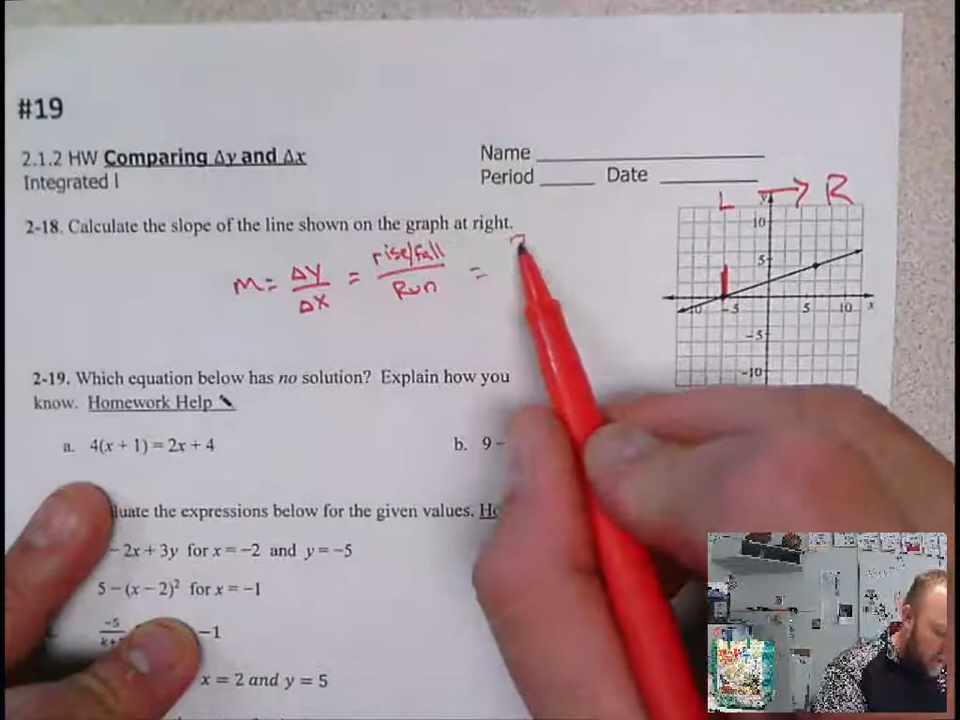 #19
2.1.2 HW Comparing Δy and Δx
Name
Integrated I
Period Date
L → R
2-18. Calculate the slope of the line shown on the graph at right.
m = ΔY/ΔX = rise/fall/Run =
y
10
5
-10 -5 5 10 x
-5
-10
2-19. Which equation below has no solution? Explain how you
know. Homework Help
a. 4(x + 1) = 2x + 4
b. 9 –
luate the expressions below for the given values.
– 2x + 3y for x = –2 and y = –5
5 – (x – 2)² for x = –1
–5
–1
x = 2 and y = 5